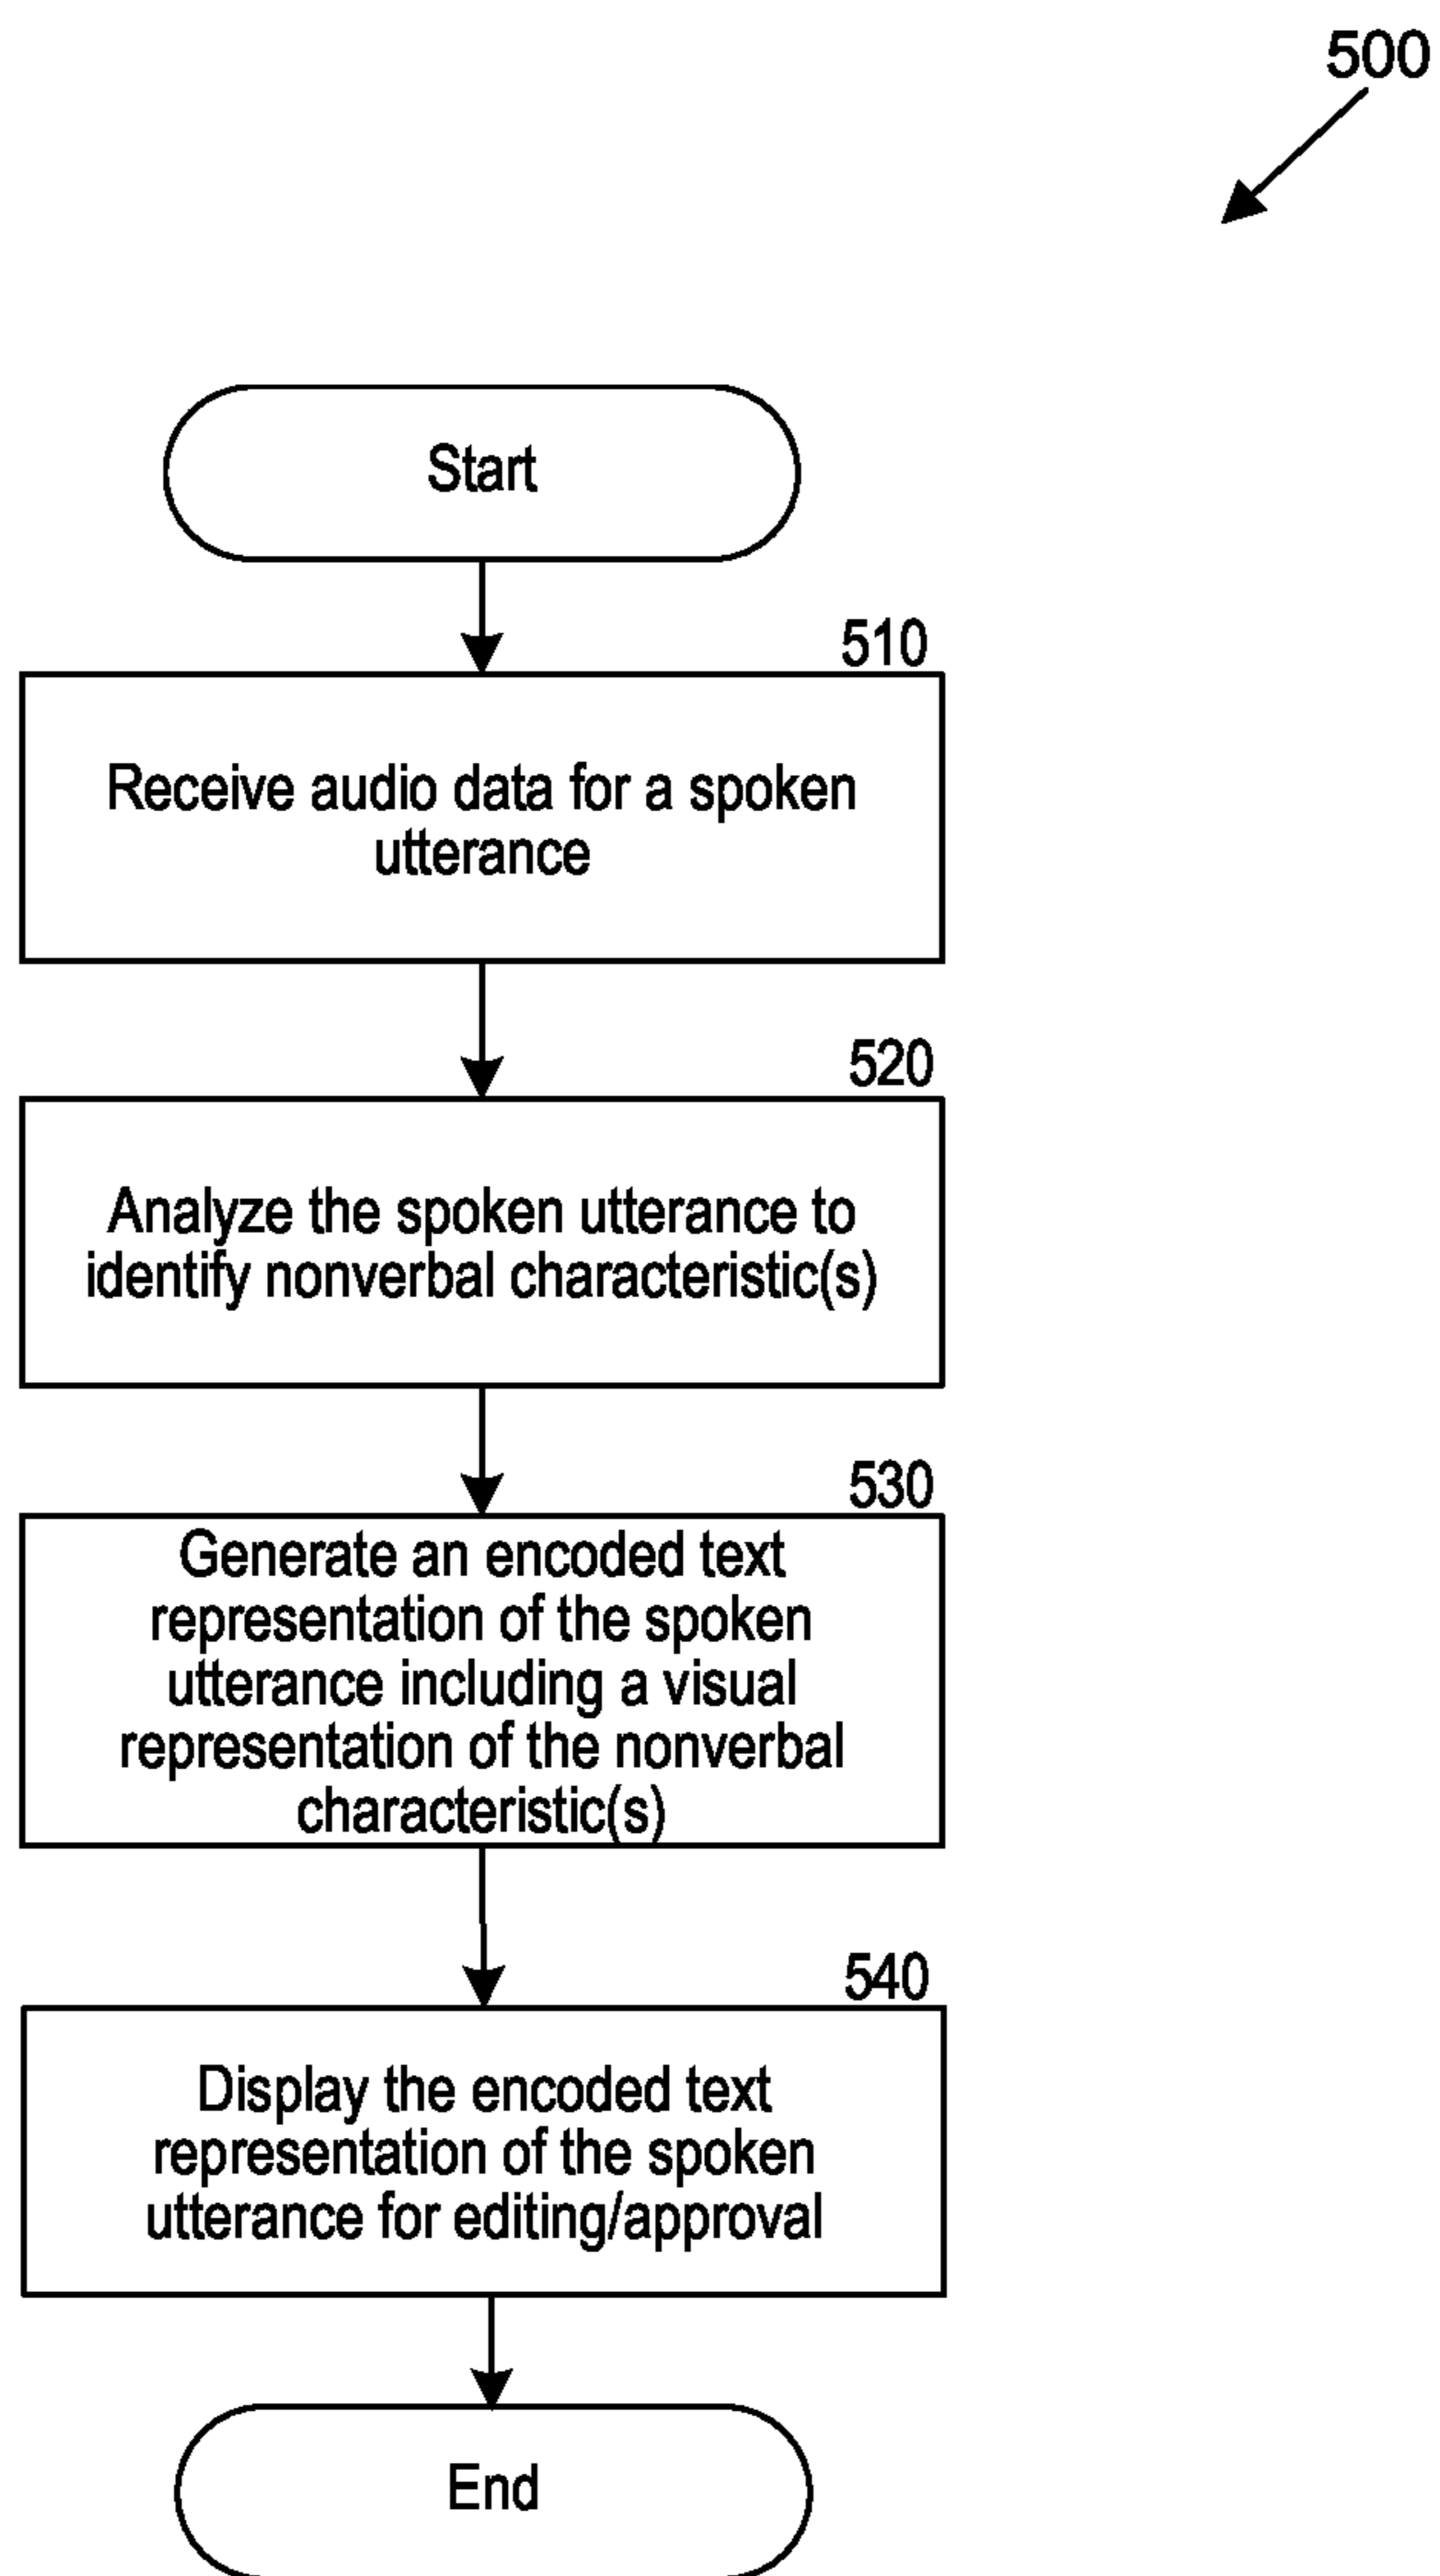 500
Start
510
Receive audio data for a spoken
utterance
520
Analyze the spoken utterance to
identify nonverbal characteristic(s)
530
Generate an encoded text
representation of the spoken
utterance including a visual
representation of the nonverbal
characteristic(s)
540
Display the encoded text
representation of the spoken
utterance for editing/approval
End